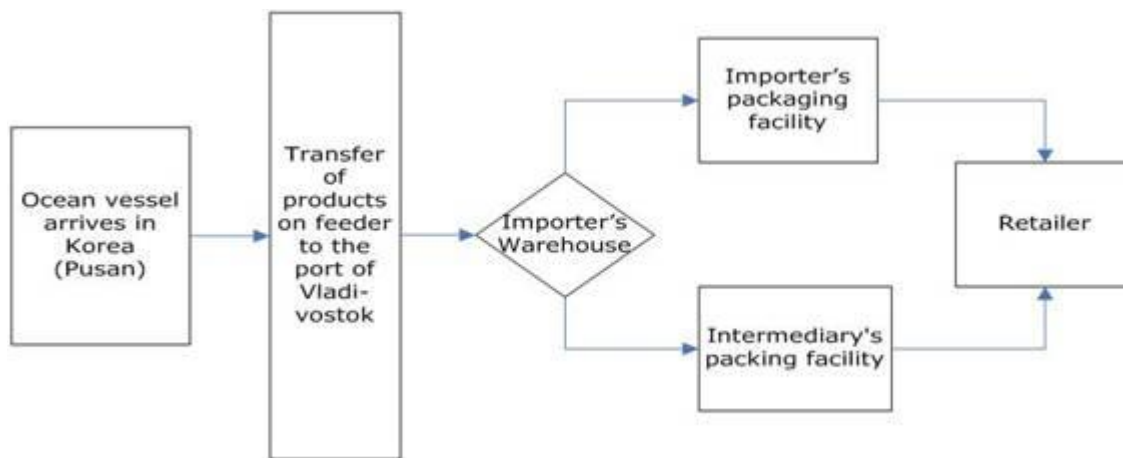 Ocean vessel
arrives in
Korea
(Pusan)
Transfer
of
products
on feeder
to the
port of
Vladi-
vostok
Importer’s
Warehouse
Importer’s
packaging
facility
Intermediary's
packing facility
Retailer